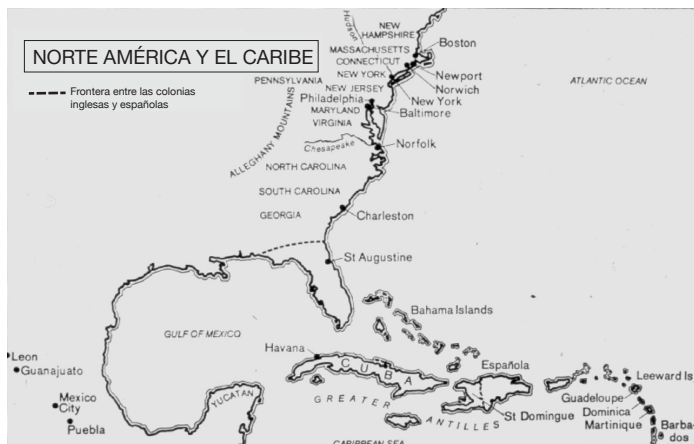 NORTE AMÉRICA Y EL CARIBE
Frontera entre las colonias
inglesas y españolas
Hudson
NEW
HAMPSHIRE
MASSACHUSETTS
Boston
CONNECTICUT
Newport
NEW YORK
Norwich
PENNSYLVANIA
NEW JERSEY
New York
Philadelphia
MARYLAND
Baltimore
VIRGINIA
ALLEGHANY MOUNTAINS
Chesapeake
Norfolk
NORTH CAROLINA
SOUTH CAROLINA
GEORGIA
Charleston
ATLANTIC OCEAN
St Augustine
GULF OF MEXICO
Bahama Islands
Havana
CUBA
Española
Leon
Guanajuato
Mexico
City
Puebla
YUCATAN
GREATER
ANTILLES
St Domingue
Leeward Is
Guadeloupe
Dominica
Martinique
Barba
dos
CARIBBEAN SEA